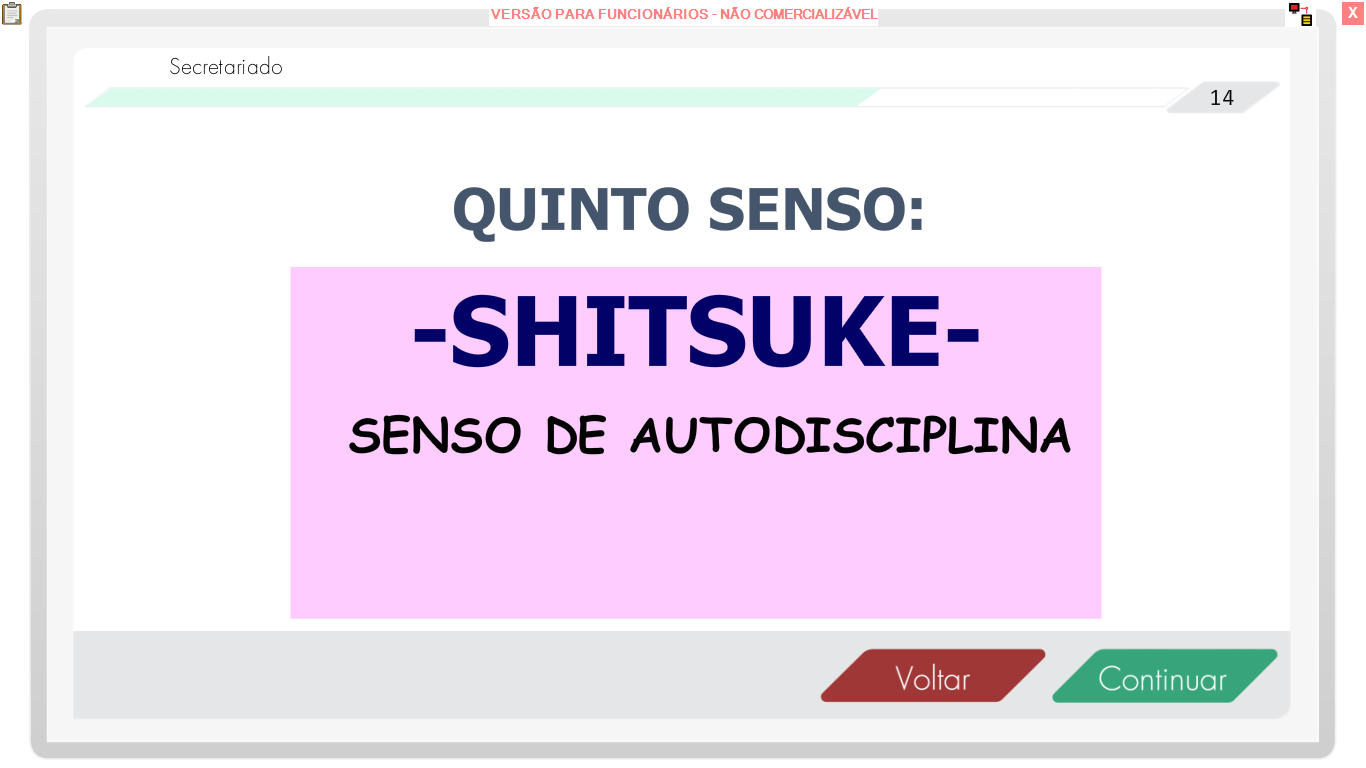 VERSÃO PARA FUNCIONÁRIOS - NÃO COMERCIALIZÁVEL
X
Secretariado
14
QUINTO SENSO:
-SHITSUKE-
SENSO DE AUTODISCIPLINA
Voltar
Continuar